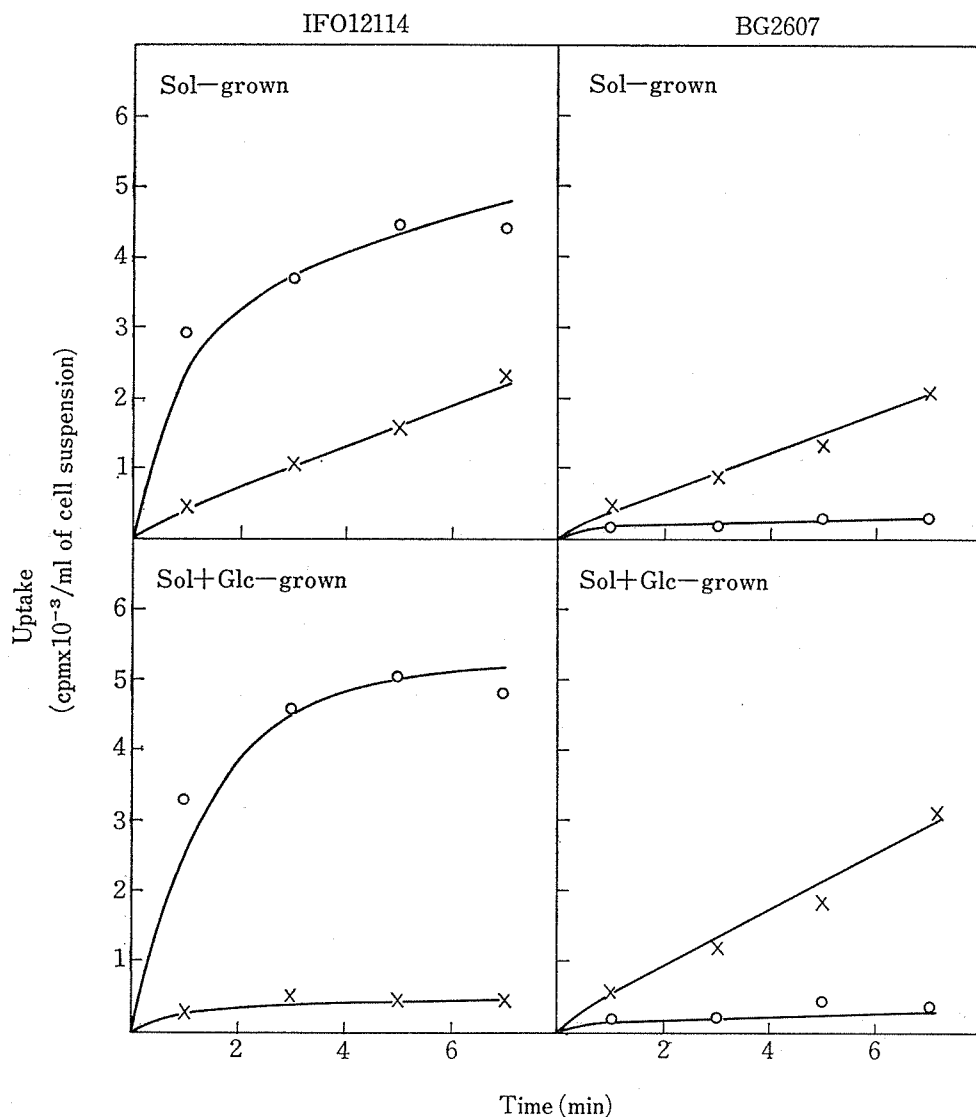 IFO12114
BG2607
Sol—grown
Sol—grown
6
5
4
3
2
1
Sol+Glc—grown
Sol+Glc—grown
6
5
4
3
2
1
Uptake
(cpmx10⁻³/ml of cell suspension)
2 4 6 2 4 6
Time (min)